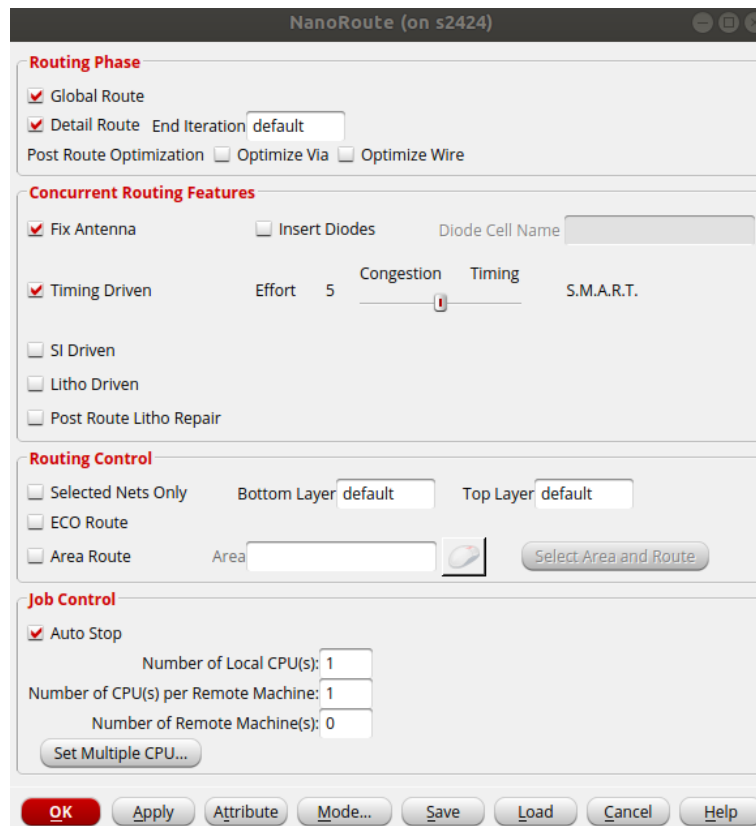 NanoRoute (on s2424)
Routing Phase
Global Route
Detail Route End Iteration default
Post Route Optimization Optimize Via Optimize Wire
Concurrent Routing Features
Fix Antenna Insert Diodes Diode Cell Name
Congestion Timing
Timing Driven Effort 5 S.M.A.R.T.
SI Driven
Litho Driven
Post Route Litho Repair
Routing Control
Selected Nets Only Bottom Layer default Top Layer default
ECO Route
Area Route Area Select Area and Route
Job Control
Auto Stop
Number of Local CPU(s): 1
Number of CPU(s) per Remote Machine: 1
Number of Remote Machine(s): 0
Set Multiple CPU...
OK Apply Attribute Mode... Save Load Cancel Help